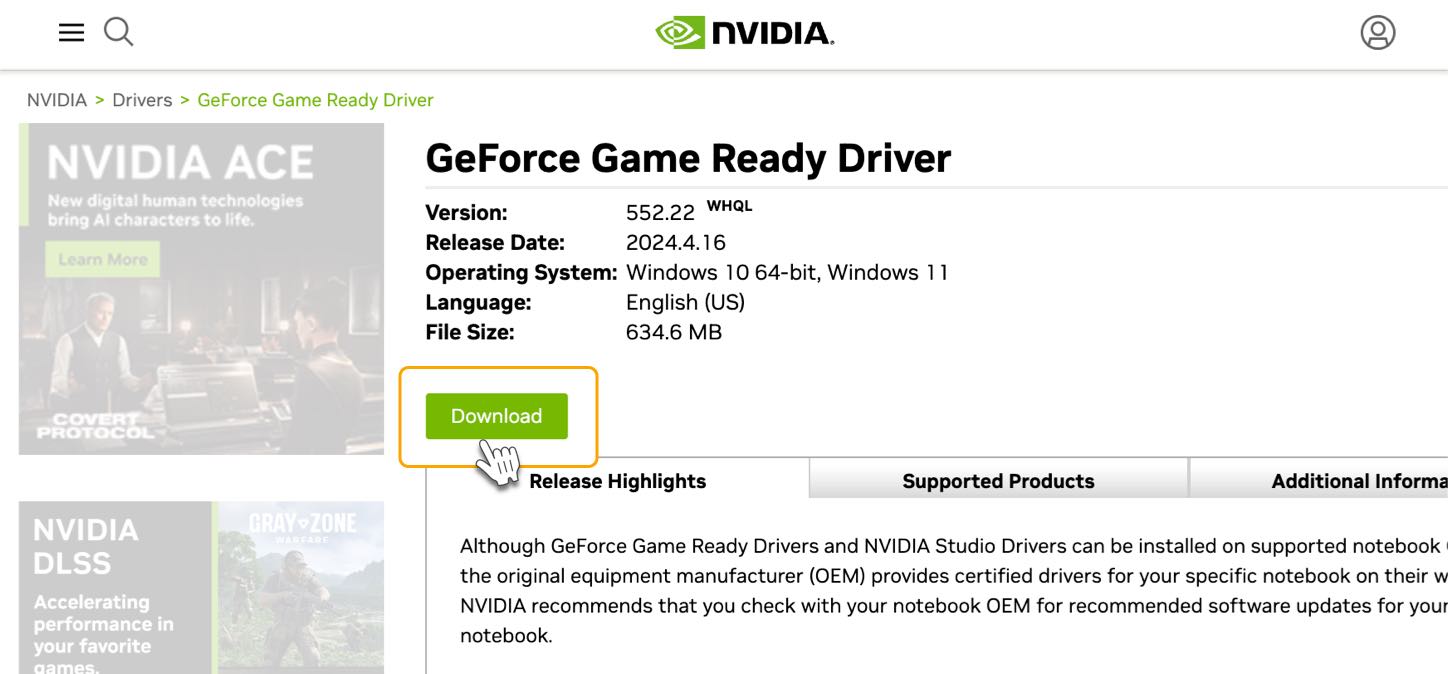 NVIDIA.
NVIDIA > Drivers > GeForce Game Ready Driver
NVIDIA ACE
New digital human technologies
bring AI characters to life.
Learn More
COVERT
PROTOCOL
NVIDIA
DLSS
Accelerating
performance in
your favorite
games.
GRAY ZONE
WARFARE
GeForce Game Ready Driver
Version: 552.22 WHQL
Release Date: 2024.4.16
Operating System: Windows 10 64-bit, Windows 11
Language: English (US)
File Size: 634.6 MB
Download
Release Highlights Supported Products Additional Informa
Although GeForce Game Ready Drivers and NVIDIA Studio Drivers can be installed on supported notebook
the original equipment manufacturer (OEM) provides certified drivers for your specific notebook on their w
NVIDIA recommends that you check with your notebook OEM for recommended software updates for your
notebook.